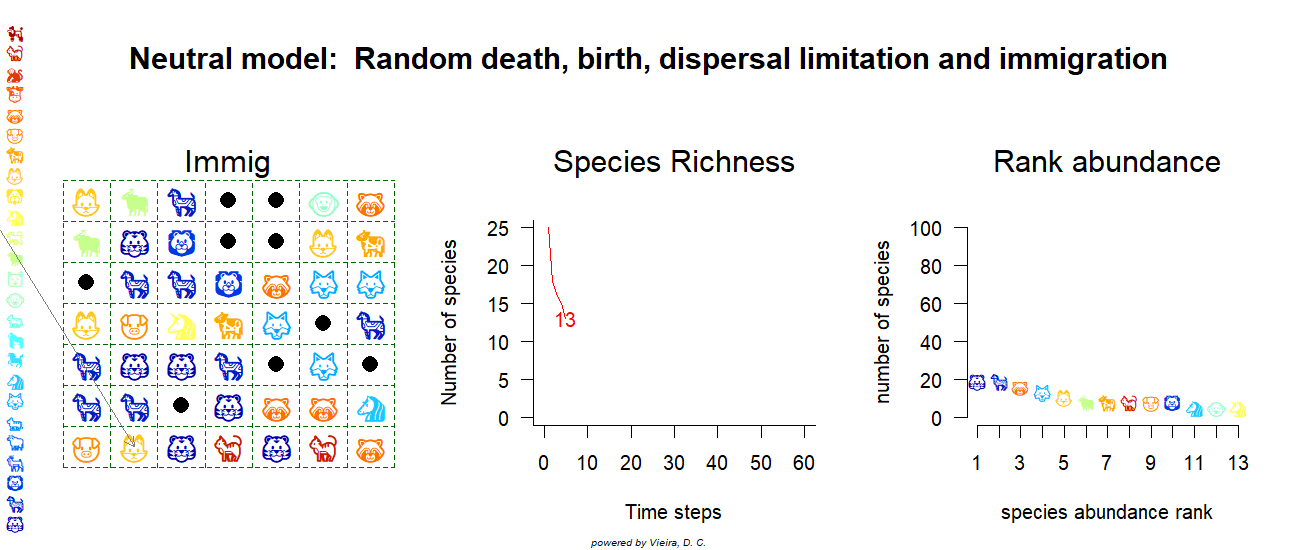 Neutral model:  Random death, birth, dispersal limitation and immigration
Immig
Species Richness
Number of species
25
20
15
10
5
0
13
0 10 20 30 40 50 60
Time steps
Rank abundance
number of species
100
80
60
40
20
0
1 3 5 7 9 11 13
species abundance rank
powered by Vieira, D. C.